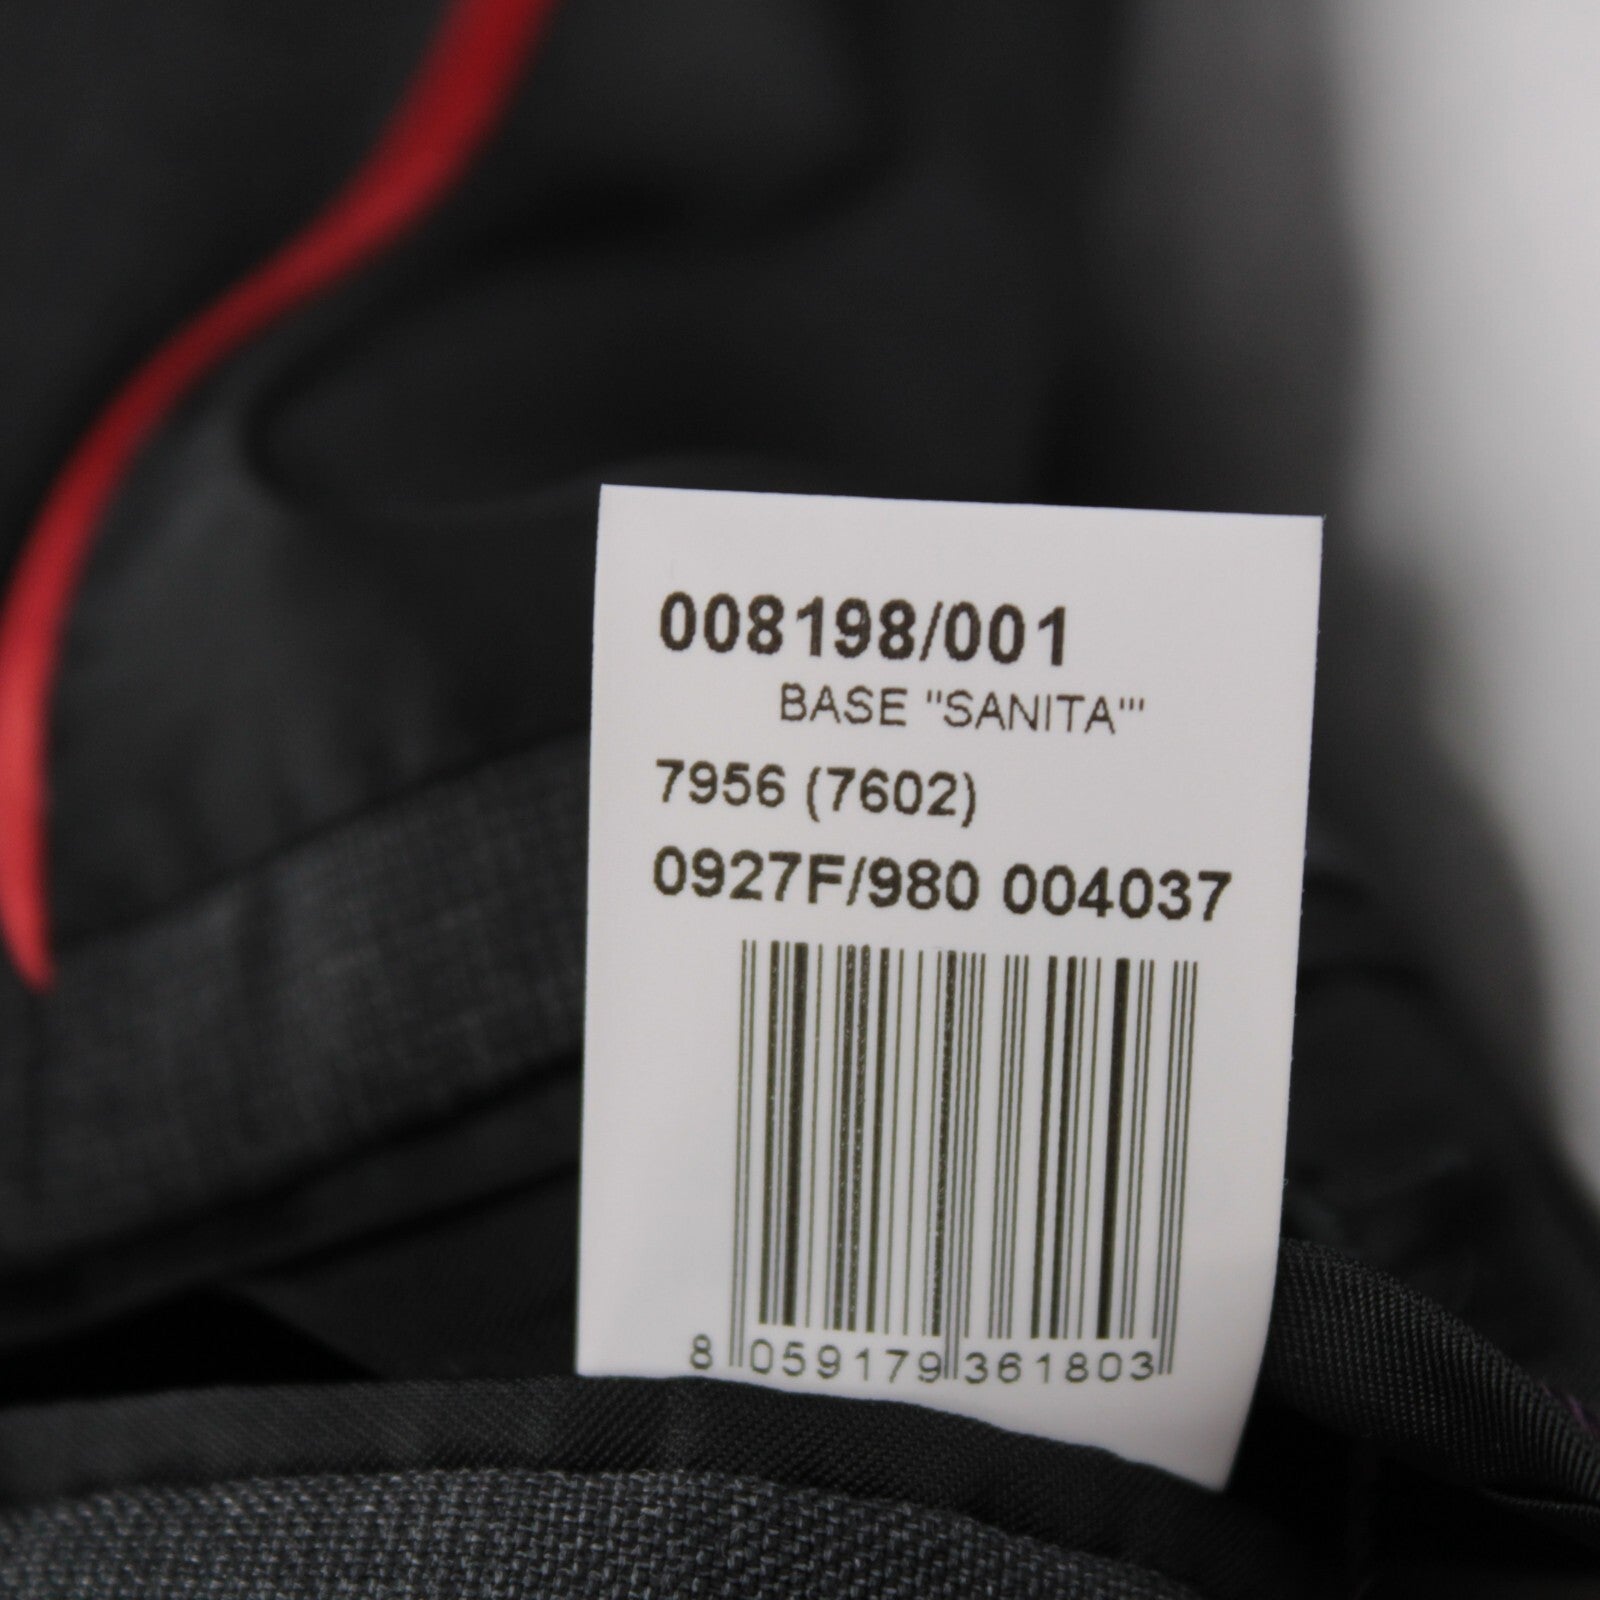 008198/001
BASE "SANITA'"
7956 (7602)
0927F/980 004037
8 059179 361803